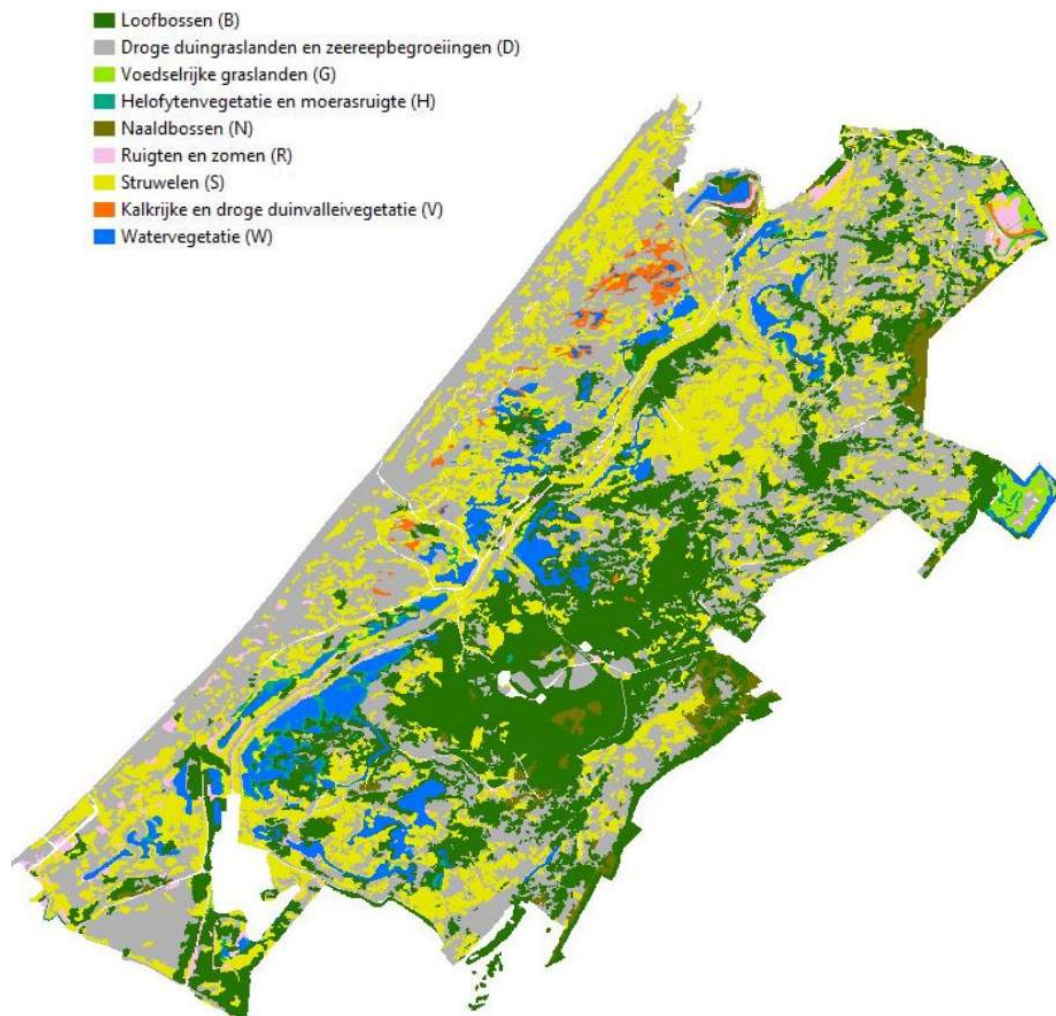 Loofbossen (B)
Droge duingraslanden en zeereepbegroeiingen (D)
Voedselrijke graslanden (G)
Helofytenvegetatie en moerasruigte (H)
Naaldbossen (N)
Ruigten en zomen (R)
Struwelen (S)
Kalkrijke en droge duinvalleivegetatie (V)
Watervegetatie (W)